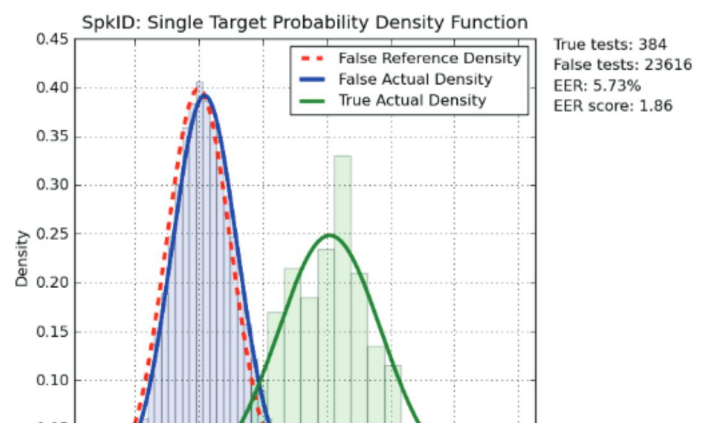 SpkID: Single Target Probability Density Function
0.45
0.40
0.35
0.30
0.25
0.20
0.15
0.10
Density
False Reference Density
False Actual Density
True Actual Density
True tests: 384
False tests: 23616
EER: 5.73%
EER score: 1.86